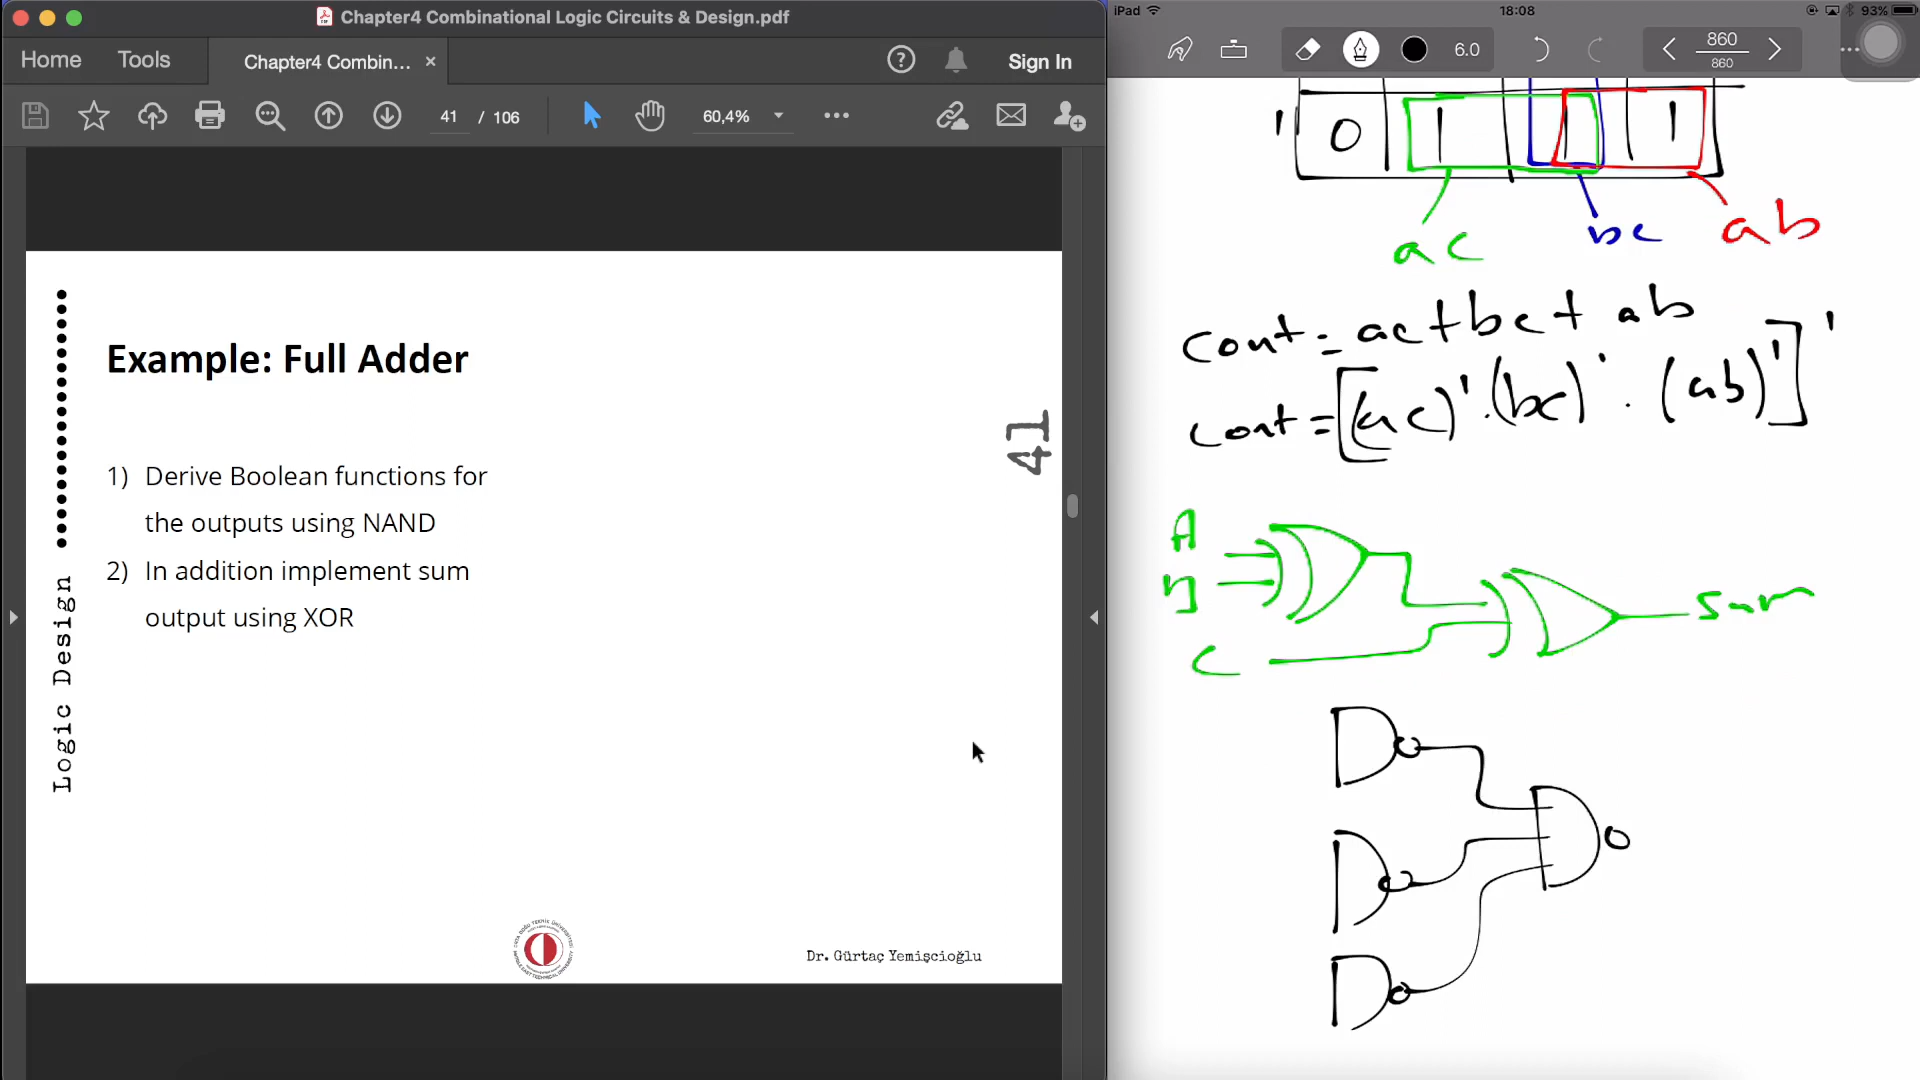 Chapter4 Combinational Logic Circuits & Design.pdf
Home
Tools
Chapter4 Combin... ×
Sign In
41 / 106
60,4%
Example: Full Adder
41
1) Derive Boolean functions for
the outputs using NAND
2) In addition implement sum
output using XOR
Logic Design
Dr. Gürtaç Yemişcioğlu
iPad
18:08
93%
6.0
860
860
' 0 1 1 1
ac bc ab
Cout = ac + bc + ab
Cout = [(ac)' . (bc)' . (ab)']'
A
B
C
Sum